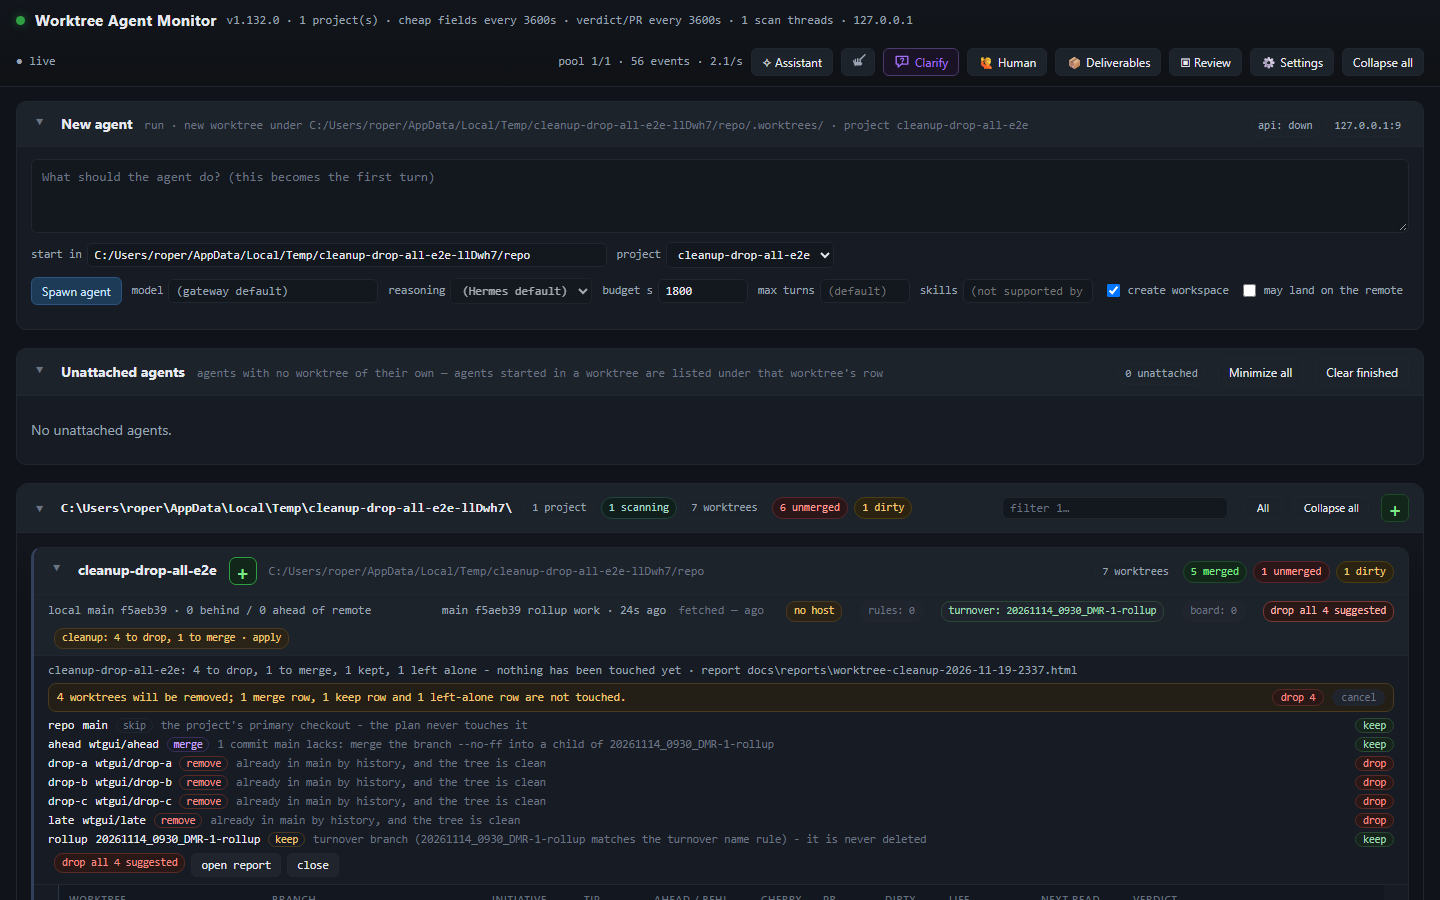 Worktree Agent Monitor v1.132.0 · 1 project(s) · cheap fields every 3600s · verdict/PR every 3600s · 1 scan threads · 127.0.0.1
live pool 1/1 · 56 events · 2.1/s Assistant Clarify Human Deliverables Review Settings Collapse all
New agent run · new worktree under C:/Users/roper/AppData/Local/Temp/cleanup-drop-all-e2e-llDwh7/repo/.worktrees/ · project cleanup-drop-all-e2e api: down 127.0.0.1:9
What should the agent do? (this becomes the first turn)
start in C:/Users/roper/AppData/Local/Temp/cleanup-drop-all-e2e-llDwh7/repo project cleanup-drop-all-e2e
Spawn agent model (gateway default) reasoning (Hermes default) budget s 1800 max turns (default) skills (not supported by create workspace may land on the remote
Unattached agents agents with no worktree of their own — agents started in a worktree are listed under that worktree's row 0 unattached Minimize all Clear finished
No unattached agents.
C:\Users\roper\AppData\Local\Temp\cleanup-drop-all-e2e-llDwh7\ 1 project 1 scanning 7 worktrees 6 unmerged 1 dirty filter 1… All Collapse all +
cleanup-drop-all-e2e + C:/Users/roper/AppData/Local/Temp/cleanup-drop-all-e2e-llDwh7/repo 7 worktrees 5 merged 1 unmerged 1 dirty
local main f5aeb39 · 0 behind / 0 ahead of remote main f5aeb39 rollup work · 24s ago fetched — ago no host rules: 0 turnover: 20261114_0930_DMR-1-rollup board: 0 drop all 4 suggested
cleanup: 4 to drop, 1 to merge · apply
cleanup-drop-all-e2e: 4 to drop, 1 to merge, 1 kept, 1 left alone - nothing has been touched yet · report docs\reports\worktree-cleanup-2026-11-19-2337.html
4 worktrees will be removed; 1 merge row, 1 keep row and 1 left-alone row are not touched. drop 4 cancel
repo main skip the project's primary checkout - the plan never touches it keep
ahead wtgui/ahead merge 1 commit main lacks: merge the branch --no-ff into a child of 20261114_0930_DMR-1-rollup keep
drop-a wtgui/drop-a remove already in main by history, and the tree is clean drop
drop-b wtgui/drop-b remove already in main by history, and the tree is clean drop
drop-c wtgui/drop-c remove already in main by history, and the tree is clean drop
late wtgui/late remove already in main by history, and the tree is clean drop
rollup 20261114_0930_DMR-1-rollup keep turnover branch (20261114_0930_DMR-1-rollup matches the turnover name rule) - it is never deleted keep
drop all 4 suggested open report close
WORKTREE BRANCH INITIATIVE TIP AHEAD / BEHI CHERRY PR DIRTY LIFE NEXT READ VERDICT